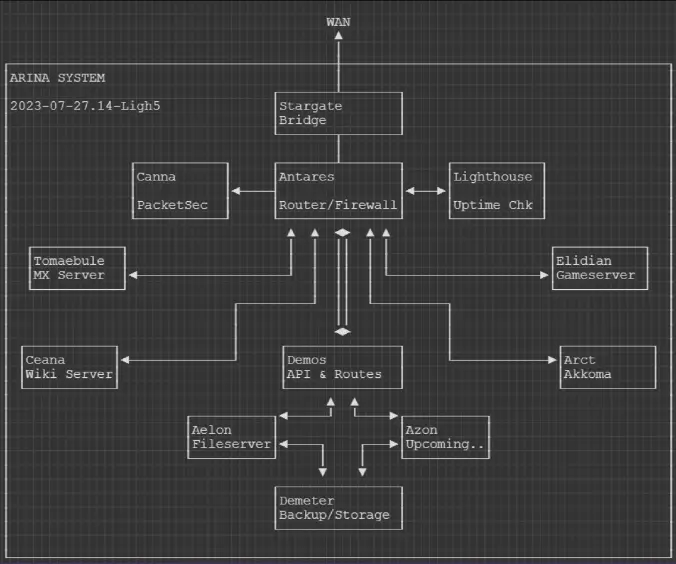 WAN
ARINA SYSTEM
2023-07-27.14-Ligh5
Stargate
Bridge
Canna
PacketSec
Antares
Router/Firewall
Lighthouse
Uptime Chk
Tomaebule
MX Server
Elidian
Gameserver
Ceana
Wiki Server
Demos
API & Routes
Arct
Akkoma
Aelon
Fileserver
Azon
Upcoming..
Demeter
Backup/Storage